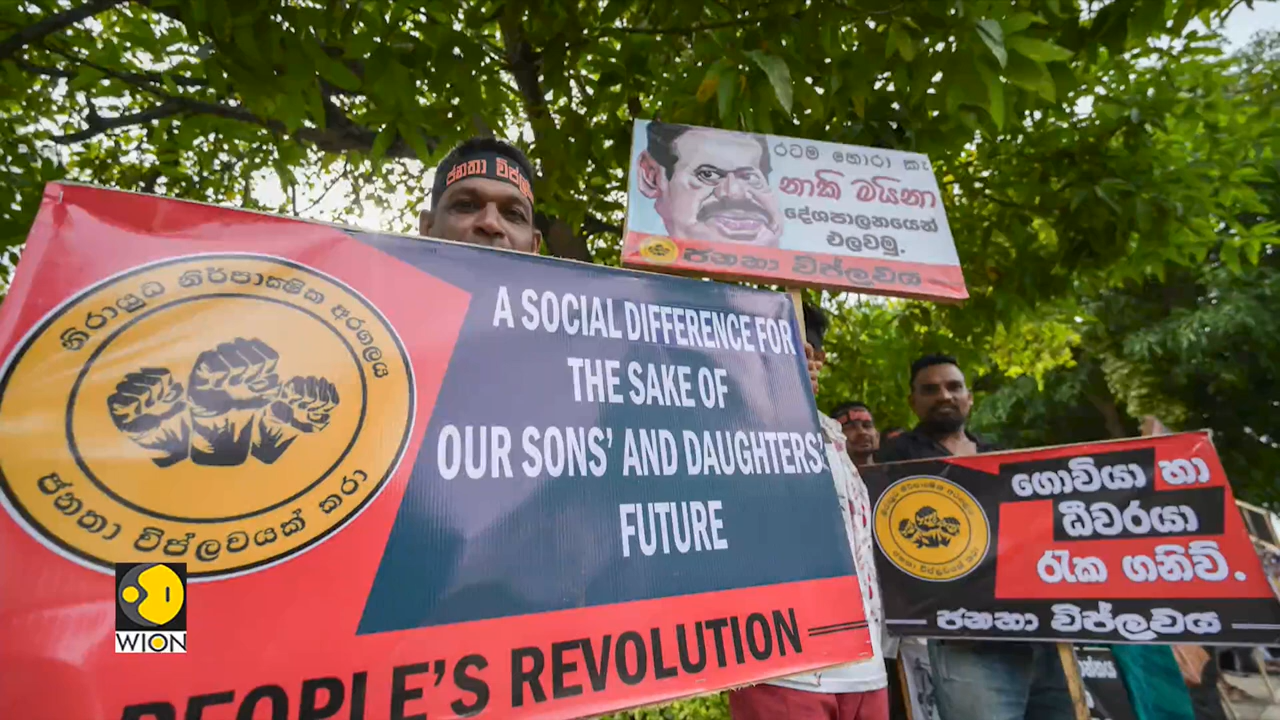 නිරායුධ නිර්පාක්ෂික අරගලය
ජනතා විප්ලවයක් කරා
A SOCIAL DIFFERENCE FOR
THE SAKE OF
OUR SONS' AND DAUGHTERS'
FUTURE
PEOPLE'S REVOLUTION
ජනතා
රටම හොරා කෑ
නාකි මයිනා
දේශපාලනයෙන්
එලවමු.
ජනතා විප්ලවය
ගොවියා හා
ධීවරයා
රැක ගනිව්.
ජනතා විප්ලවය
WION